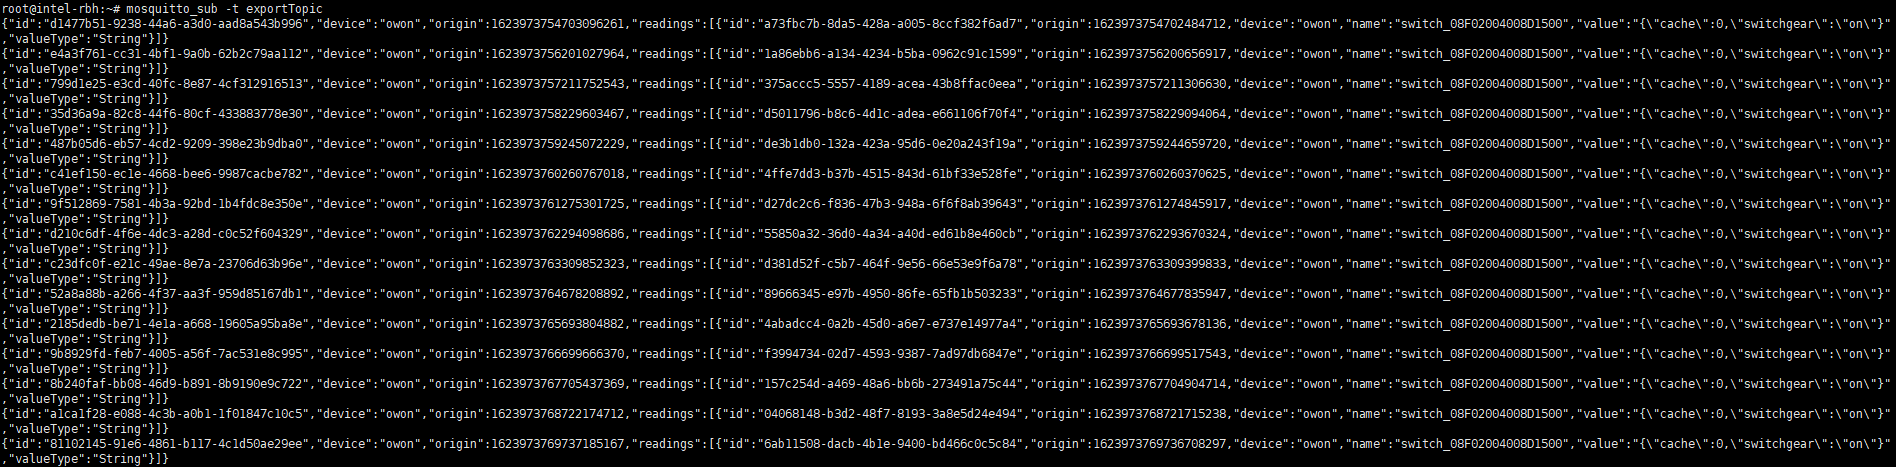 root@intel-rbh:~# mosquitto_sub -t exportTopic
{"id":"d1477b51-9238-44a6-a3d0-aad8a543b996","device":"owon","origin":1623973754703096261,"readings":[{"id":"a73fbc7b-8da5-428a-a005-8ccf382f6ad7","origin":1623973754702484712,"device":"owon","name":"switch_08F02004008D1500","value":"{\"cache\":0,\"switchgear\":\"on\"}"
,"valueType":"String"}]}
{"id":"e4a3f761-cc31-4bf1-9a0b-62b2c79aa112","device":"owon","origin":1623973756201027964,"readings":[{"id":"1a86ebb6-a134-4234-b5ba-0962c91c1599","origin":1623973756200656917,"device":"owon","name":"switch_08F02004008D1500","value":"{\"cache\":0,\"switchgear\":\"on\"}"
,"valueType":"String"}]}
{"id":"799d1e25-e3cd-40fc-8e87-4cf312916513","device":"owon","origin":1623973757211752543,"readings":[{"id":"375accc5-5557-4189-acea-43b8ffac0eea","origin":1623973757211306630,"device":"owon","name":"switch_08F02004008D1500","value":"{\"cache\":0,\"switchgear\":\"on\"}"
,"valueType":"String"}]}
{"id":"35d36a9a-82c8-44f6-80cf-433883778e30","device":"owon","origin":1623973758229603467,"readings":[{"id":"d5011796-b8c6-4d1c-adea-e661106f70f4","origin":1623973758229094064,"device":"owon","name":"switch_08F02004008D1500","value":"{\"cache\":0,\"switchgear\":\"on\"}"
,"valueType":"String"}]}
{"id":"487b05d6-eb57-4cd2-9209-398e23b9dba0","device":"owon","origin":1623973759245072229,"readings":[{"id":"de3b1db0-132a-423a-95d6-0e20a243f19a","origin":1623973759244659720,"device":"owon","name":"switch_08F02004008D1500","value":"{\"cache\":0,\"switchgear\":\"on\"}"
,"valueType":"String"}]}
{"id":"c41ef150-ec1e-4668-bee6-9987cacbe782","device":"owon","origin":1623973760260767018,"readings":[{"id":"4ffe7dd3-b37b-4515-843d-61bf33e528fe","origin":1623973760260370625,"device":"owon","name":"switch_08F02004008D1500","value":"{\"cache\":0,\"switchgear\":\"on\"}"
,"valueType":"String"}]}
{"id":"9f512869-7581-4b3a-92bd-1b4fdc8e350e","device":"owon","origin":1623973761275301725,"readings":[{"id":"d27dc2c6-f836-47b3-948a-6f6f8ab39643","origin":1623973761274845917,"device":"owon","name":"switch_08F02004008D1500","value":"{\"cache\":0,\"switchgear\":\"on\"}"
,"valueType":"String"}]}
{"id":"d210c6df-4f6e-4dc3-a28d-c0c52f604329","device":"owon","origin":1623973762294098686,"readings":[{"id":"55850a32-36d0-4a34-a40d-ed61b8e460cb","origin":1623973762293670324,"device":"owon","name":"switch_08F02004008D1500","value":"{\"cache\":0,\"switchgear\":\"on\"}"
,"valueType":"String"}]}
{"id":"c23dfc0f-e21c-49ae-8e7a-23706d63b96e","device":"owon","origin":1623973763309852323,"readings":[{"id":"d381d52f-c5b7-464f-9e56-66e53e9f6a78","origin":1623973763309399833,"device":"owon","name":"switch_08F02004008D1500","value":"{\"cache\":0,\"switchgear\":\"on\"}"
,"valueType":"String"}]}
{"id":"52a8a88b-a266-4f37-aa3f-959d85167db1","device":"owon","origin":1623973764678208892,"readings":[{"id":"89666345-e97b-4950-86fe-65fb1b503233","origin":1623973764677835947,"device":"owon","name":"switch_08F02004008D1500","value":"{\"cache\":0,\"switchgear\":\"on\"}"
,"valueType":"String"}]}
{"id":"2185dedb-be71-4e1a-a668-19605a95ba8e","device":"owon","origin":1623973765693804882,"readings":[{"id":"4abadcc4-0a2b-45d0-a6e7-e737e14977a4","origin":1623973765693678136,"device":"owon","name":"switch_08F02004008D1500","value":"{\"cache\":0,\"switchgear\":\"on\"}"
,"valueType":"String"}]}
{"id":"9b8929fd-feb7-4005-a56f-7ac531e8c995","device":"owon","origin":1623973766699666370,"readings":[{"id":"f3994734-02d7-4593-9387-7ad97db6847e","origin":1623973766699517543,"device":"owon","name":"switch_08F02004008D1500","value":"{\"cache\":0,\"switchgear\":\"on\"}"
,"valueType":"String"}]}
{"id":"8b240faf-bb08-46d9-b891-8b9190e9c722","device":"owon","origin":1623973767705437369,"readings":[{"id":"157c254d-a469-48a6-bb6b-273491a75c44","origin":1623973767704904714,"device":"owon","name":"switch_08F02004008D1500","value":"{\"cache\":0,\"switchgear\":\"on\"}"
,"valueType":"String"}]}
{"id":"a1ca1f28-e088-4c3b-a0b1-1f01847c10c5","device":"owon","origin":1623973768722174712,"readings":[{"id":"04068148-b3d2-48f7-8193-3a8e5d24e494","origin":1623973768721715238,"device":"owon","name":"switch_08F02004008D1500","value":"{\"cache\":0,\"switchgear\":\"on\"}"
,"valueType":"String"}]}
{"id":"81102145-91e6-4861-b117-4c1d50ae29ee","device":"owon","origin":1623973769737185167,"readings":[{"id":"6ab11508-dacb-4b1e-9400-bd466c0c5c84","origin":1623973769736708297,"device":"owon","name":"switch_08F02004008D1500","value":"{\"cache\":0,\"switchgear\":\"on\"}"
,"valueType":"String"}]}